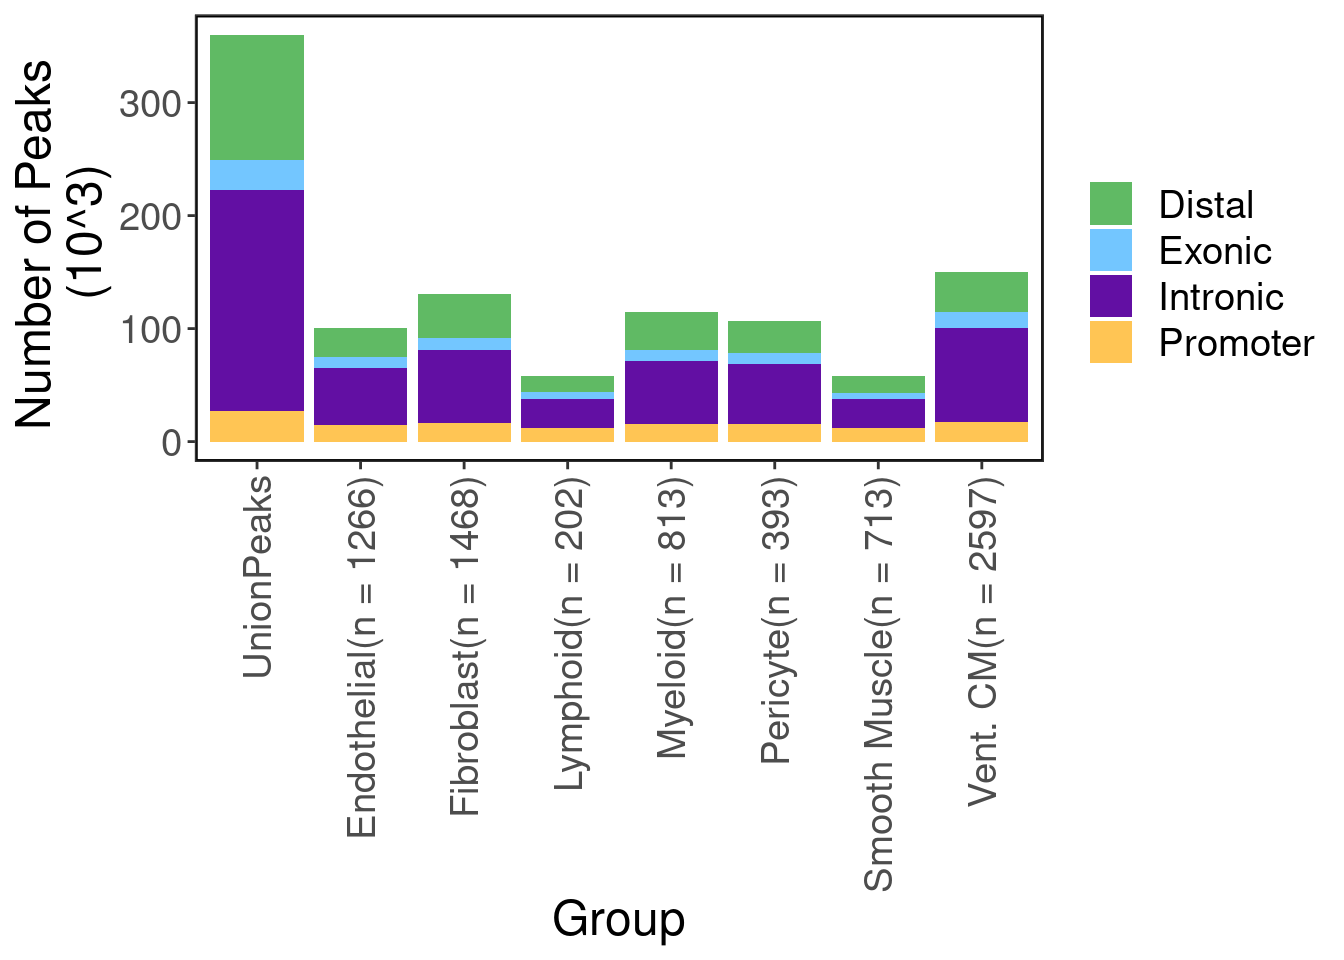 Number of Peaks
(10^3)
300
200
100
0
UnionPeaks
Endothelial(n = 1266)
Fibroblast(n = 1468)
Lymphoid(n = 202)
Myeloid(n = 813)
Pericyte(n = 393)
Smooth Muscle(n = 713)
Vent. CM(n = 2597)
Group
Distal
Exonic
Intronic
Promoter